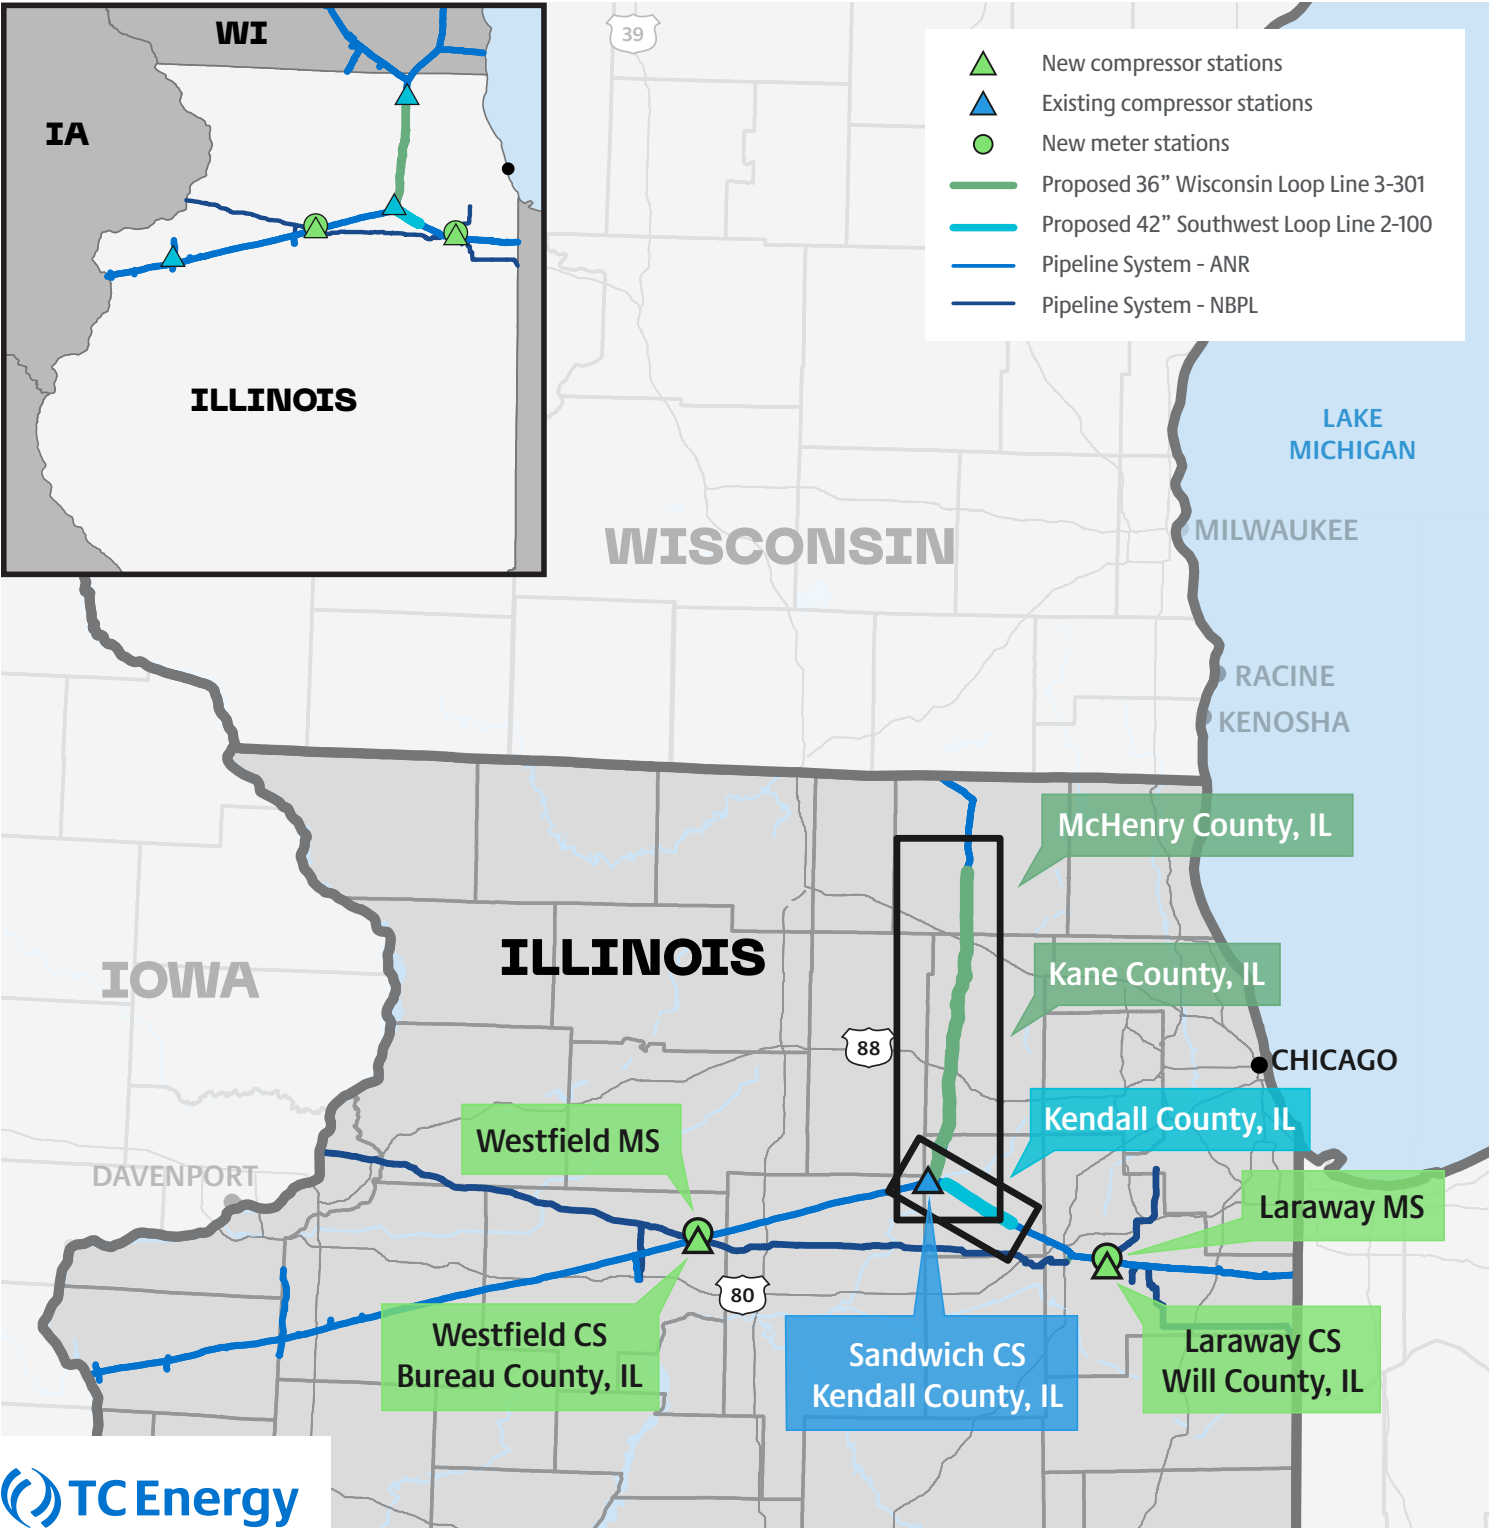 WI
IA
ILLINOIS
39
New compressor stations
Existing compressor stations
New meter stations
Proposed 36” Wisconsin Loop Line 3-301
Proposed 42” Southwest Loop Line 2-100
Pipeline System - ANR
Pipeline System - NBPL
LAKE
MICHIGAN
WISCONSIN
MILWAUKEE
RACINE
KENOSHA
McHenry County, IL
ILLINOIS
IOWA
Kane County, IL
88
CHICAGO
Kendall County, IL
Westfield MS
DAVENPORT
Laraway MS
80
Westfield CS
Bureau County, IL
Sandwich CS
Kendall County, IL
Laraway CS
Will County, IL
TC Energy